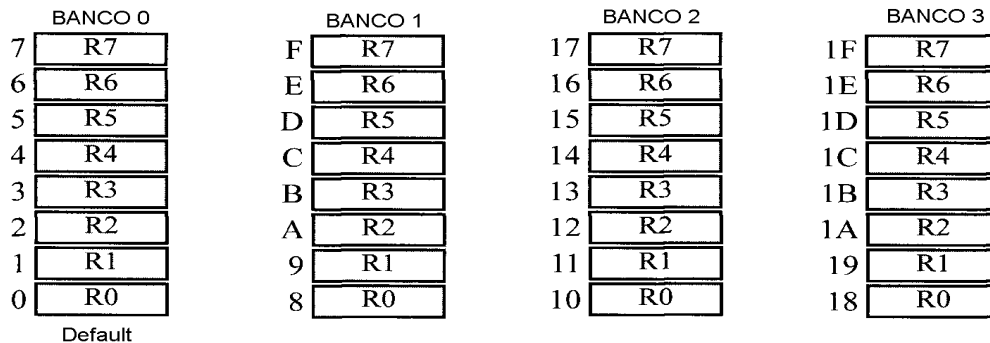 BANCO 0 BANCO 1 BANCO 2 BANCO 3
7 R7 F R7 17 R7 1F R7
6 R6 E R6 16 R6 1E R6
5 R5 D R5 15 R5 1D R5
4 R4 C R4 14 R4 1C R4
3 R3 B R3 13 R3 1B R3
2 R2 A R2 12 R2 1A R2
1 R1 9 R1 11 R1 19 R1
0 R0 8 R0 10 R0 18 R0
Default